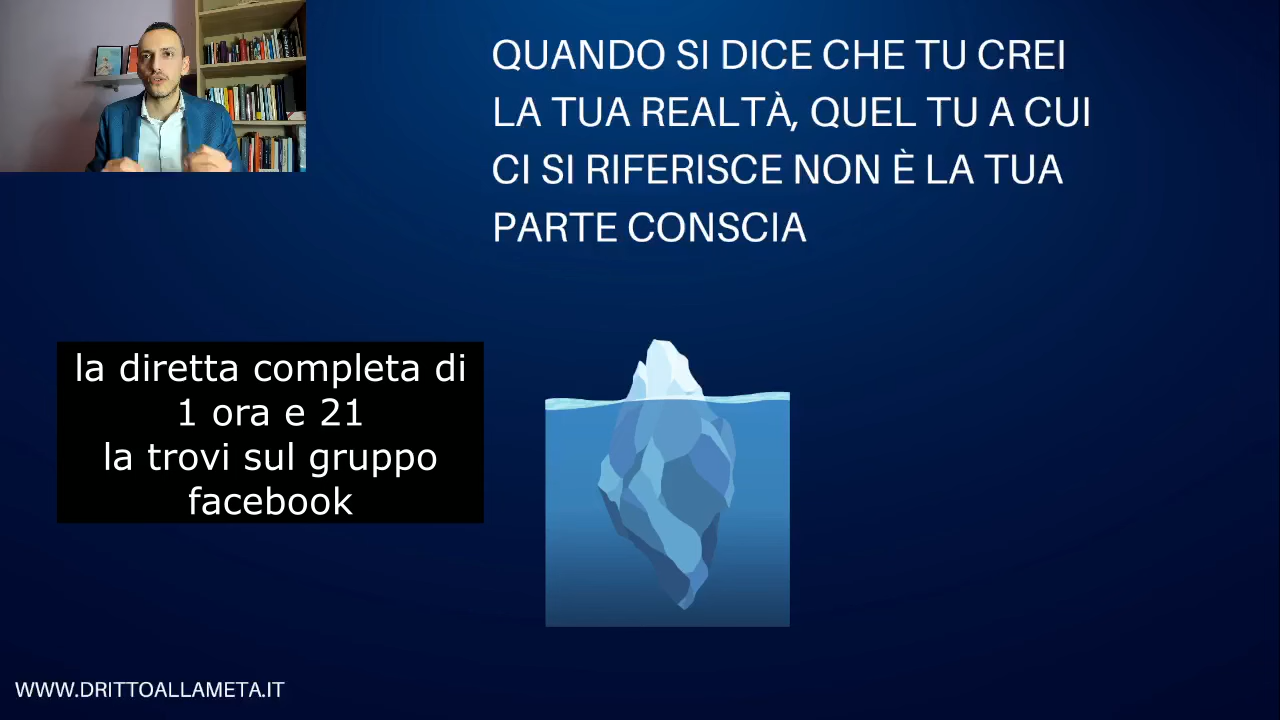 QUANDO SI DICE CHE TU CREI
LA TUA REALTÀ, QUEL TU A CUI
CI SI RIFERISCE NON È LA TUA
PARTE CONSCIA
la diretta completa di
1 ora e 21
la trovi sul gruppo
facebook
WWW.DRITTOALLAMETA.IT